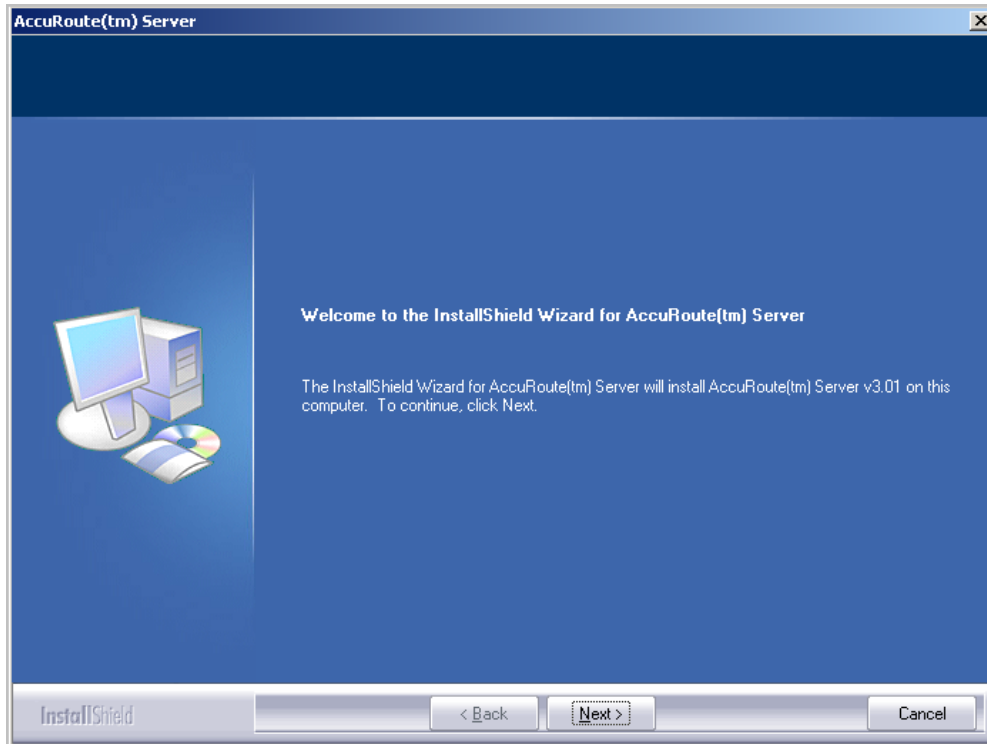 AccuRoute(tm) Server
Welcome to the InstallShield Wizard for AccuRoute(tm) Server
The InstallShield Wizard for AccuRoute(tm) Server will install AccuRoute(tm) Server v3.01 on this
computer.  To continue, click Next.
InstallShield
< Back
Next >
Cancel